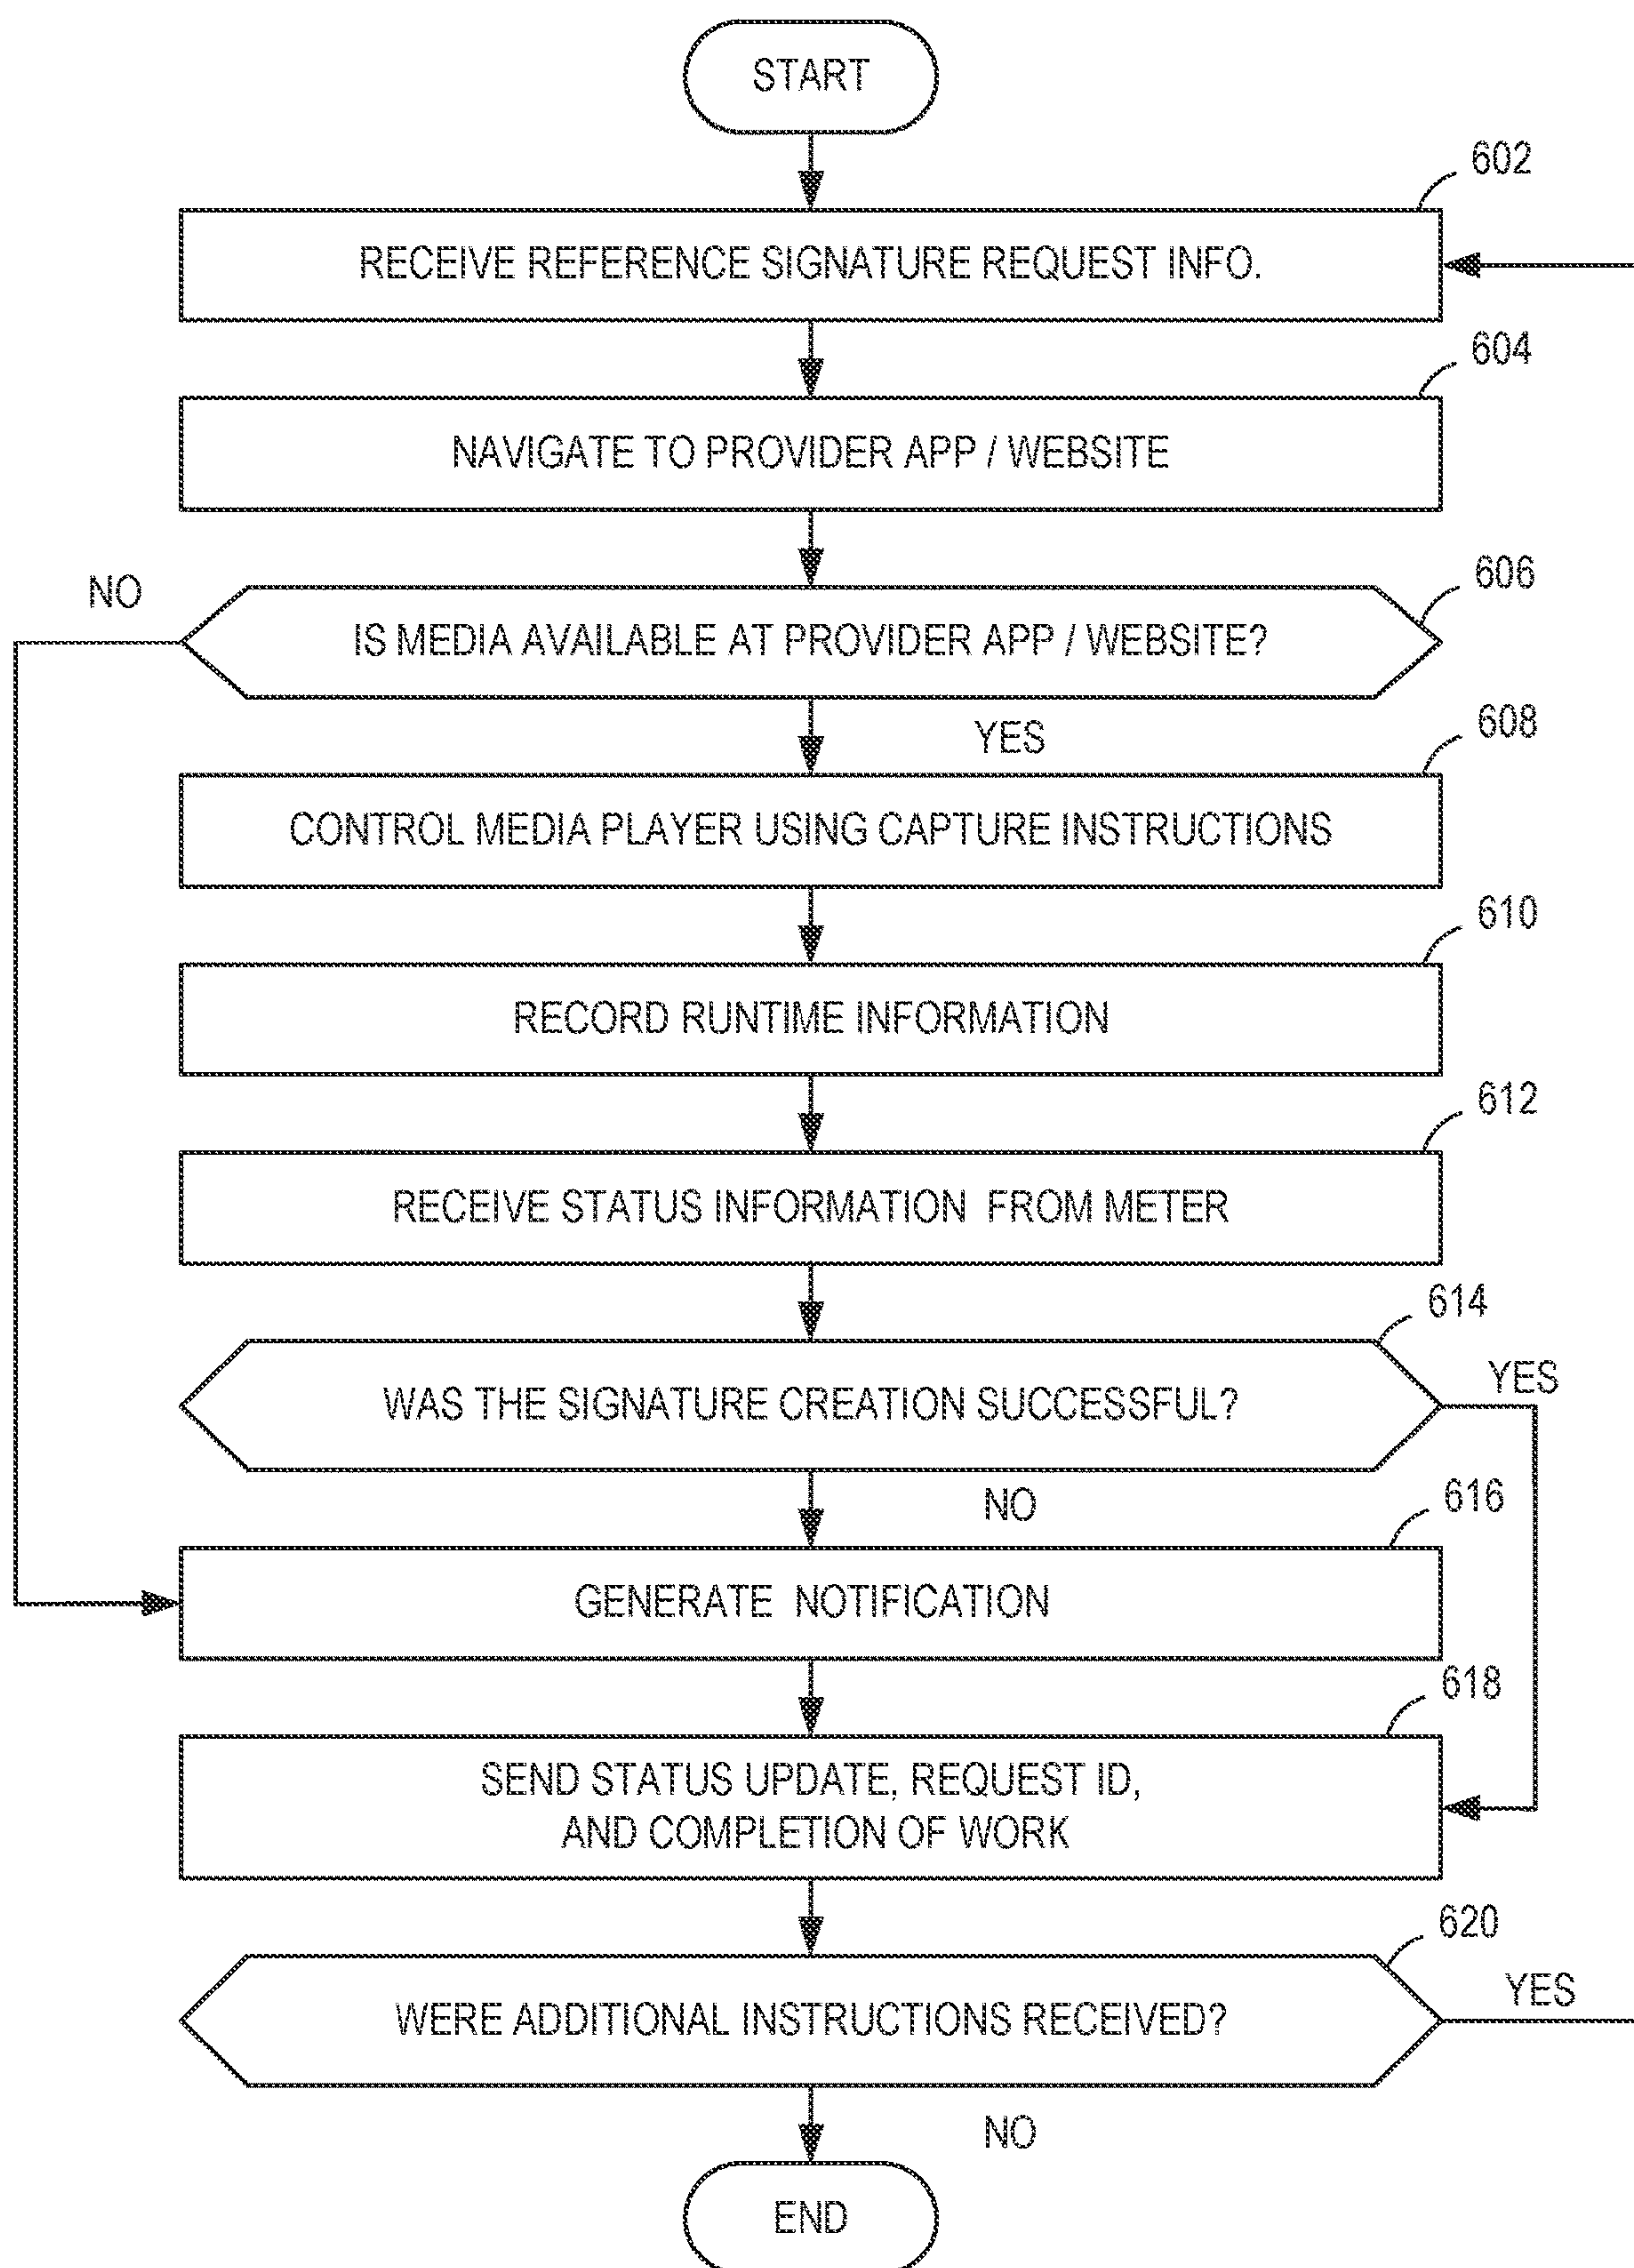 START
602
RECEIVE REFERENCE SIGNATURE REQUEST INFO.
604
NAVIGATE TO PROVIDER APP / WEBSITE
NO
606
IS MEDIA AVAILABLE AT PROVIDER APP / WEBSITE?
YES
608
CONTROL MEDIA PLAYER USING CAPTURE INSTRUCTIONS
610
RECORD RUNTIME INFORMATION
612
RECEIVE STATUS INFORMATION FROM METER
614
YES
WAS THE SIGNATURE CREATION SUCCESSFUL?
NO
616
GENERATE NOTIFICATION
618
SEND STATUS UPDATE, REQUEST ID,
AND COMPLETION OF WORK
620
YES
WERE ADDITIONAL INSTRUCTIONS RECEIVED?
NO
END